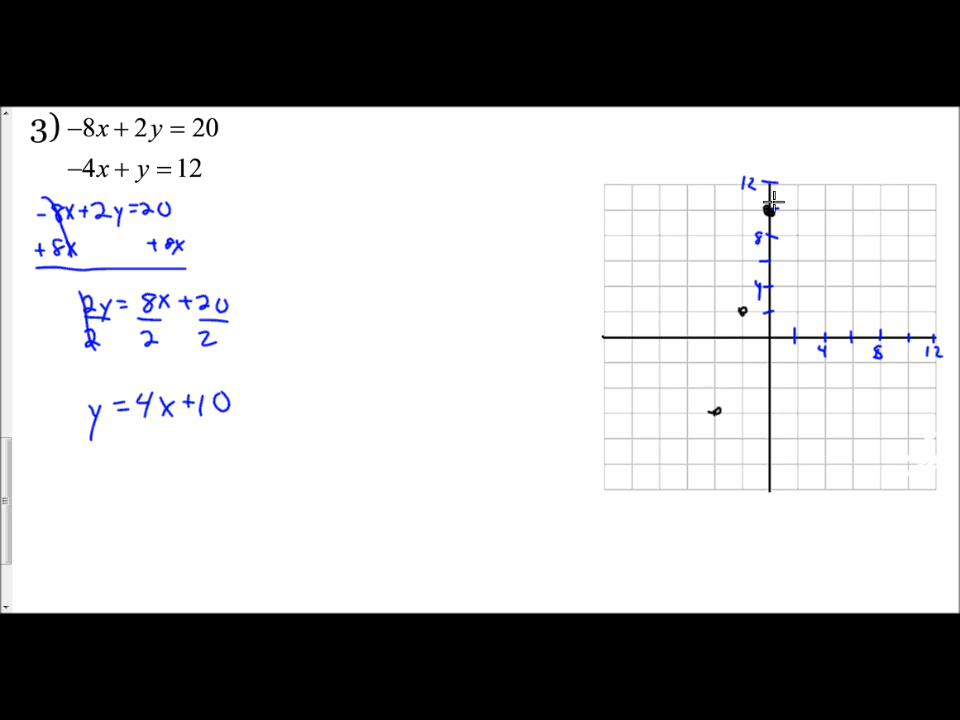 3) −8x + 2y = 20
−4x + y = 12
-8x+2y=20
+8x +8x
2y = 8x +20
2 2 2
y = 4x+10
12
8
4
4 8 12